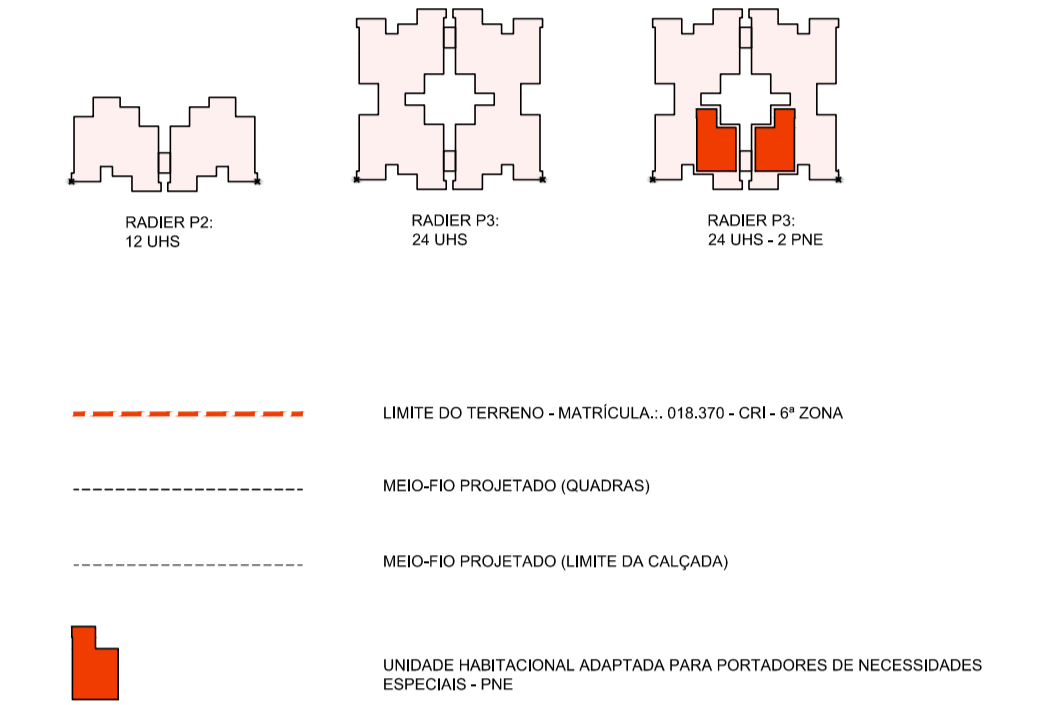 RADIER P2:
12 UHS
RADIER P3:
24 UHS
RADIER P3:
24 UHS - 2 PNE
LIMITE DO TERRENO - MATRÍCULA.:. 018.370 - CRI - 6ª ZONA
MEIO-FIO PROJETADO (QUADRAS)
MEIO-FIO PROJETADO (LIMITE DA CALÇADA)
UNIDADE HABITACIONAL ADAPTADA PARA PORTADORES DE NECESSIDADES
ESPECIAIS - PNE